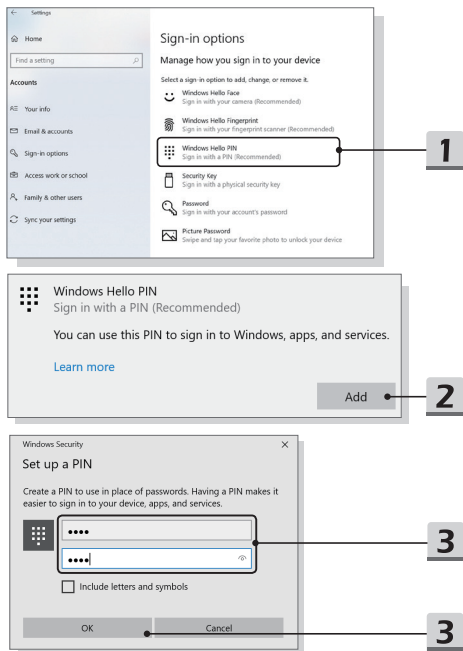 Settings
Home
Sign-in options
Find a setting
Manage how you sign in to your device
Accounts
Select a sign-in option to add, change, or remove it.
Windows Hello Face
Sign in with your camera (Recommended)
Your info
Windows Hello Fingerprint
Sign in with your fingerprint scanner (Recommended)
Email & accounts
Windows Hello PIN
Sign in with a PIN (Recommended)
1
Sign-in options
Security Key
Sign in with a physical security key
Access work or school
Password
Sign in with your account's password
Family & other users
Sync your settings
Picture Password
Swipe and tap your favorite photo to unlock your device
Windows Hello PIN
Sign in with a PIN (Recommended)
You can use this PIN to sign in to Windows, apps, and services.
Learn more
Add
2
Windows Security
Set up a PIN
Create a PIN to use in place of passwords. Having a PIN makes it
easier to sign in to your device, apps, and services.
••••
••••
3
Include letters and symbols
OK Cancel
3